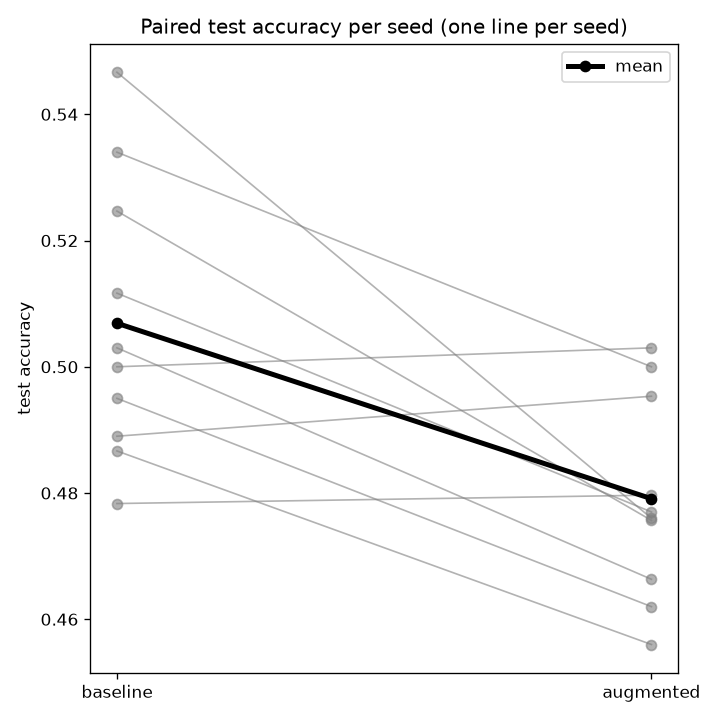 Paired test accuracy per seed (one line per seed)
mean
0.54
0.52
0.50
0.48
0.46
test accuracy
baseline
augmented